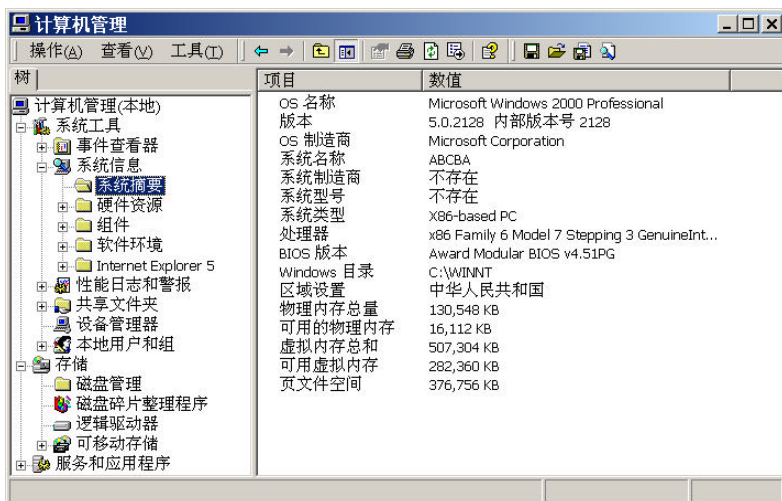 计算机管理
操作(A) 查看(V) 工具(T)
树
计算机管理(本地)
系统工具
事件查看器
系统信息
系统摘要
硬件资源
组件
软件环境
Internet Explorer 5
性能日志和警报
共享文件夹
设备管理器
本地用户和组
存储
磁盘管理
磁盘碎片整理程序
逻辑驱动器
可移动存储
服务和应用程序
项目 数值
OS 名称 Microsoft Windows 2000 Professional
版本 5.0.2128 内部版本号 2128
OS 制造商 Microsoft Corporation
系统名称 ABCBA
系统制造商 不存在
系统型号 不存在
系统类型 X86-based PC
处理器 x86 Family 6 Model 7 Stepping 3 GenuineInt...
BIOS 版本 Award Modular BIOS v4.51PG
Windows 目录 C:\WINNT
区域设置 中华人民共和国
物理内存总量 130,548 KB
可用的物理内存 16,112 KB
虚拟内存总和 507,304 KB
可用虚拟内存 282,360 KB
页文件空间 376,756 KB